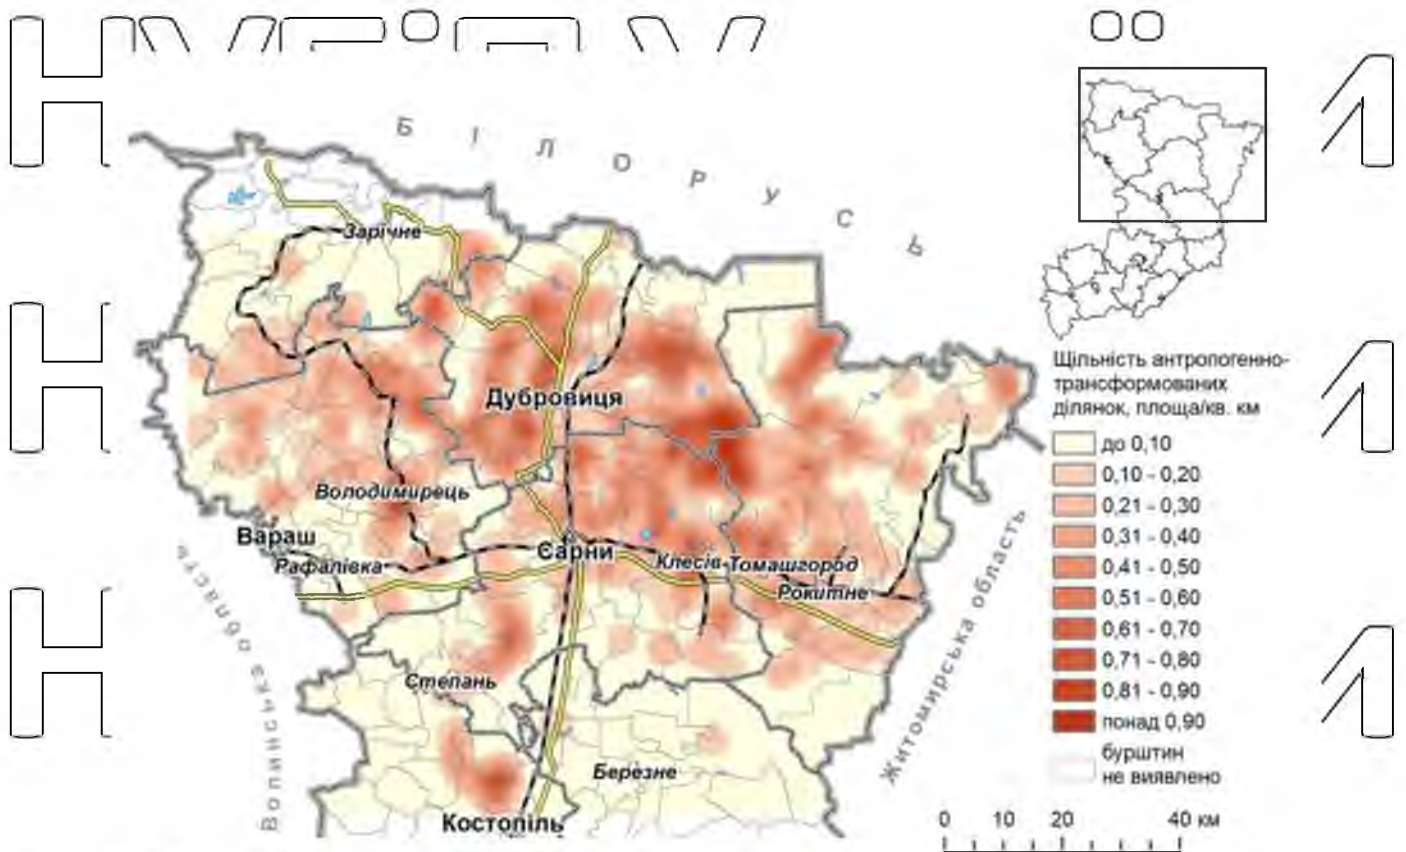 БІЛОРУСЬ
Зарічне
Дубровиця
Володимирець
Вараш
Рафалівка
Єарни
Клесів
Томашгород
Рокитне
Степань
Березне
Костопіль
Волинська область
Житомирська область
Щільність антропогенно-
трансформованих
ділянок, площа/кв. км
до 0,10
0,10 - 0,20
0,21 - 0,30
0,31 - 0,40
0,41 - 0,50
0,51 - 0,60
0,61 - 0,70
0,71 - 0,80
0,81 - 0,90
понад 0,90
бурштин
не виявлено
0 10 20 40 км